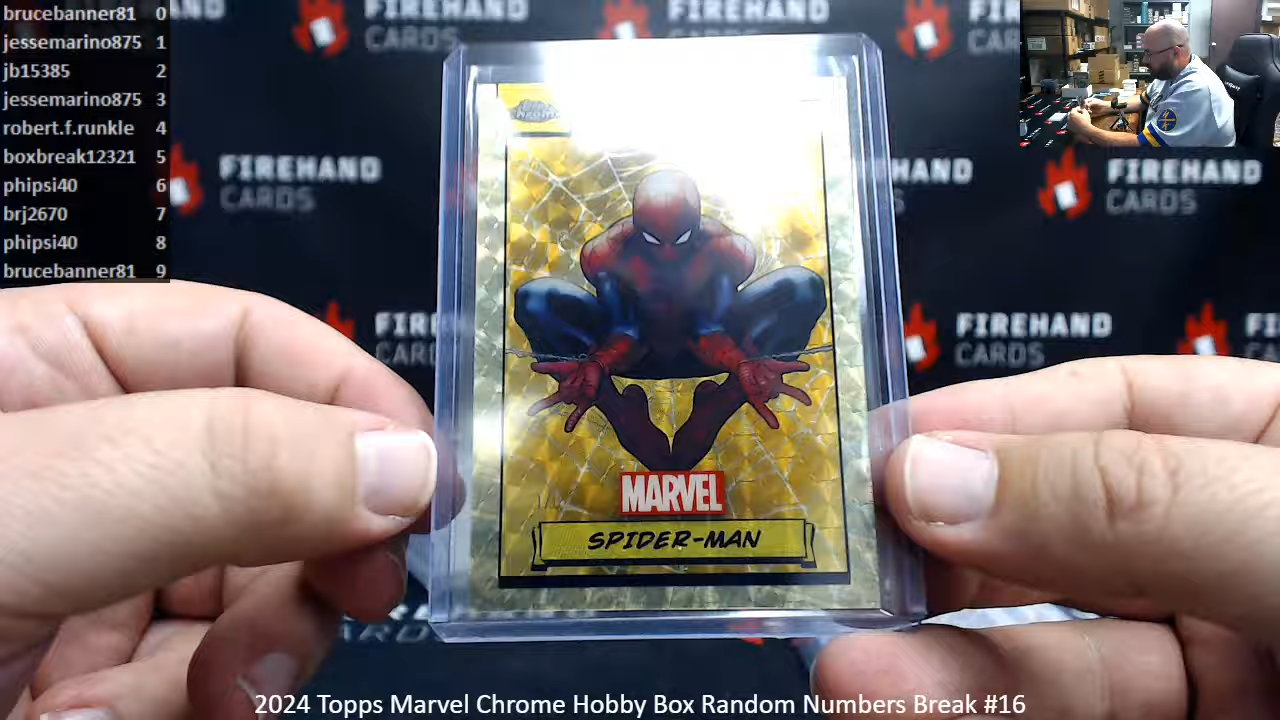 brucebanner81 0
jessemarino875 1
jb15385 2
jessemarino875 3
robert.f.runkle 4
boxbreak12321 5
phipsi40 6
brj2670 7
phipsi40 8
brucebanner81 9
FIREHAND
CARDS
FIREHAND
CARDS
FIREHAND
CARDS
FIREHAND
CARDS
FIREHAND
CARDS
MARVEL
SPIDER-MAN
2024 Topps Marvel Chrome Hobby Box Random Numbers Break #16